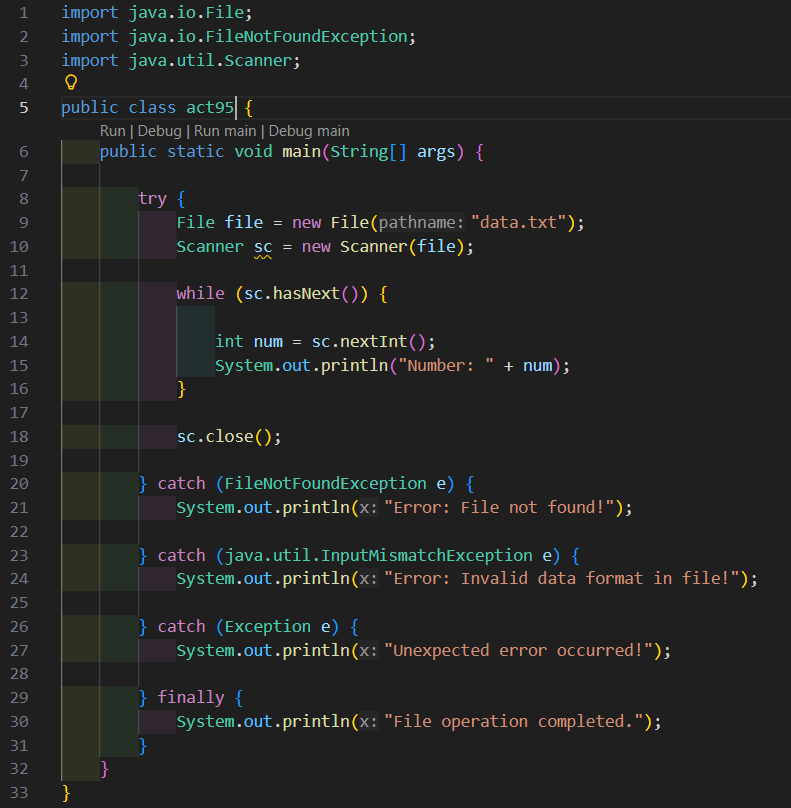 1 import java.io.File;
2 import java.io.FileNotFoundException;
3 import java.util.Scanner;
4
5 public class act95 {
Run | Debug | Run main | Debug main
6 public static void main(String[] args) {
7
8 try {
9 File file = new File(pathname: "data.txt");
10 Scanner sc = new Scanner(file);
11
12 while (sc.hasNext()) {
13
14 int num = sc.nextInt();
15 System.out.println("Number: " + num);
16 }
17
18 sc.close();
19
20 } catch (FileNotFoundException e) {
21 System.out.println(x: "Error: File not found!");
22
23 } catch (java.util.InputMismatchException e) {
24 System.out.println(x: "Error: Invalid data format in file!");
25
26 } catch (Exception e) {
27 System.out.println(x: "Unexpected error occurred!");
28
29 } finally {
30 System.out.println(x: "File operation completed.");
31 }
32 }
33 }